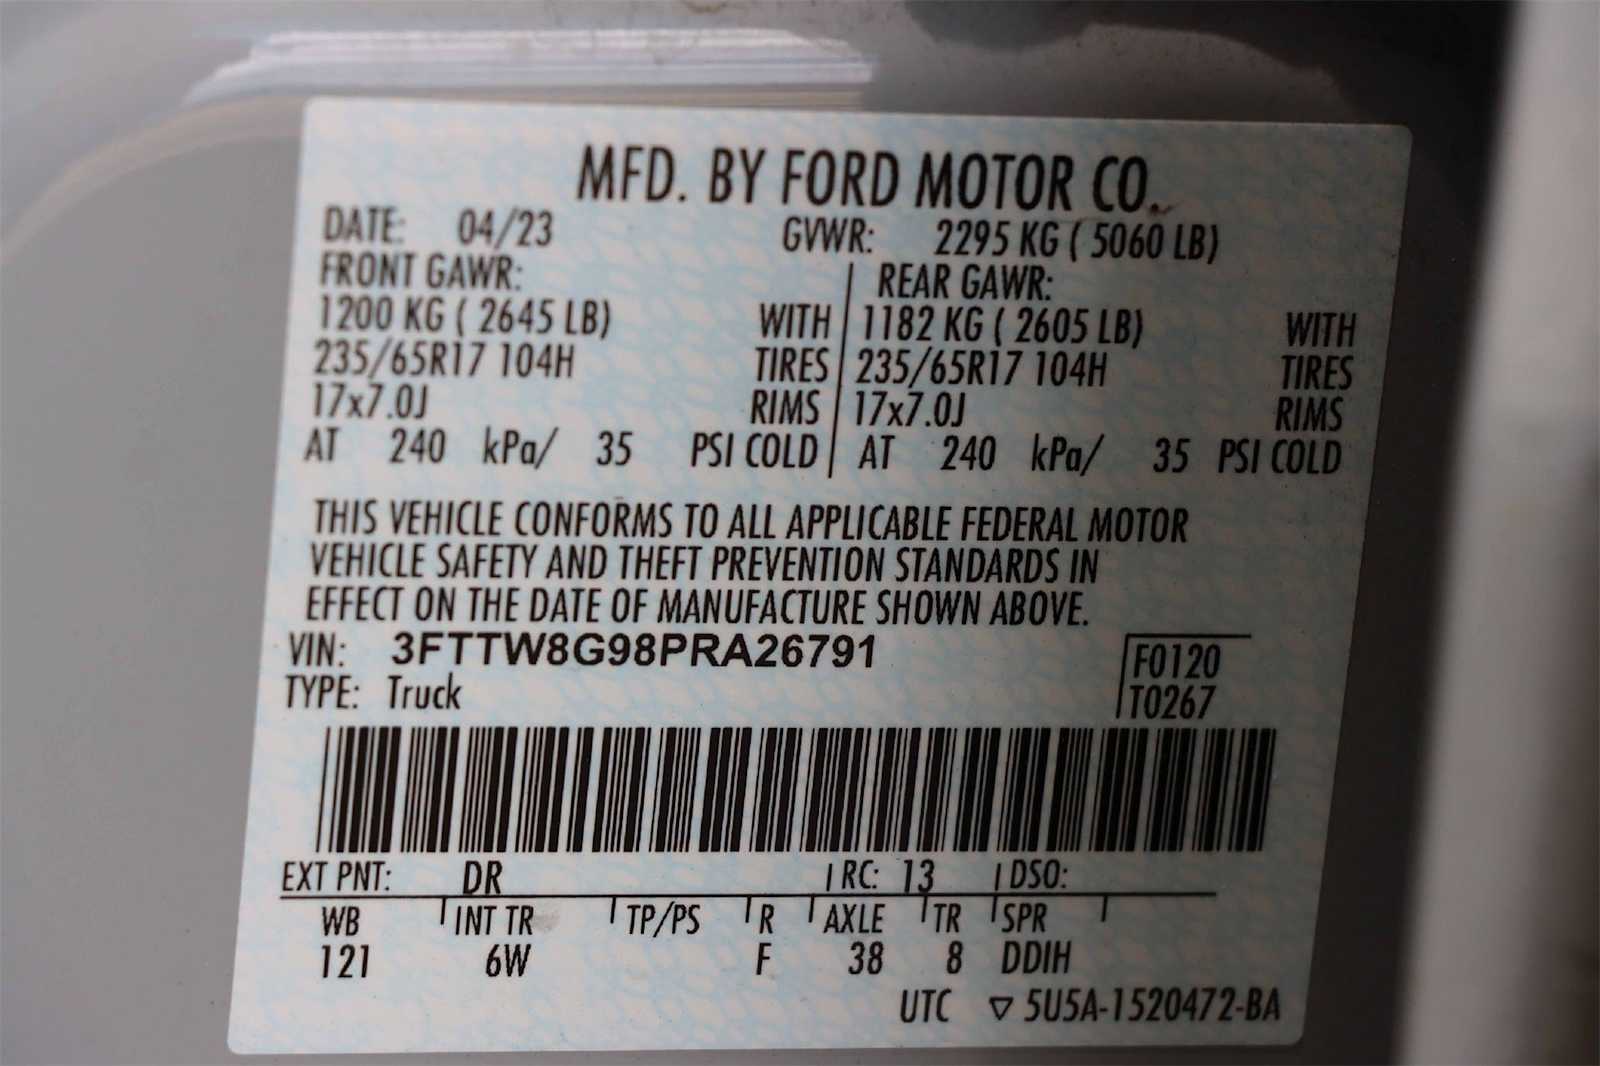 MFD. BY FORD MOTOR CO.
DATE: 04/23 GVWR: 2295 KG ( 5060 LB)
FRONT GAWR: REAR GAWR:
1200 KG ( 2645 LB) WITH 1182 KG ( 2605 LB) WITH
235/65R17 104H TIRES 235/65R17 104H TIRES
17x7.0J RIMS 17x7.0J RIMS
AT 240 kPa/ 35 PSI COLD AT 240 kPa/ 35 PSI COLD
THIS VEHICLE CONFORMS TO ALL APPLICABLE FEDERAL MOTOR
VEHICLE SAFETY AND THEFT PREVENTION STANDARDS IN
EFFECT ON THE DATE OF MANUFACTURE SHOWN ABOVE.
VIN: 3FTTW8G98PRA26791 F0120
TYPE: Truck T0267
EXT PNT: DR RC: 13 DSO:
WB INT TR TP/PS R AXLE TR SPR
121 6W F 38 8 DDIH
UTC ▽ 5U5A-1520472-BA